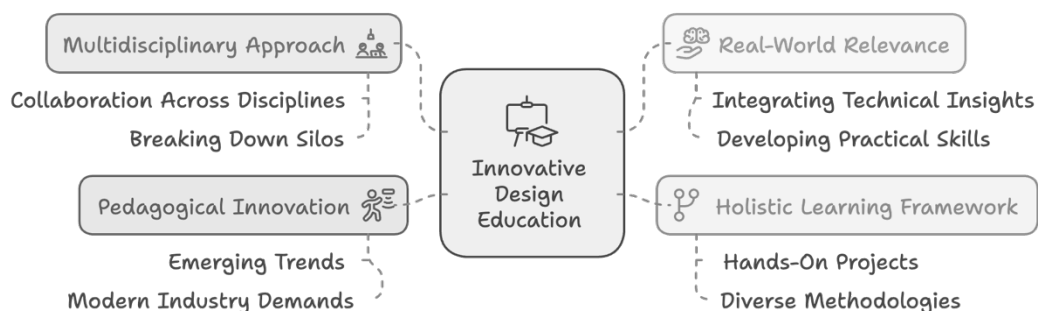 Multidisciplinary Approach
Collaboration Across Disciplines
Breaking Down Silos
Pedagogical Innovation
Emerging Trends
Modern Industry Demands
Innovative
Design
Education
Real-World Relevance
Integrating Technical Insights
Developing Practical Skills
Holistic Learning Framework
Hands-On Projects
Diverse Methodologies